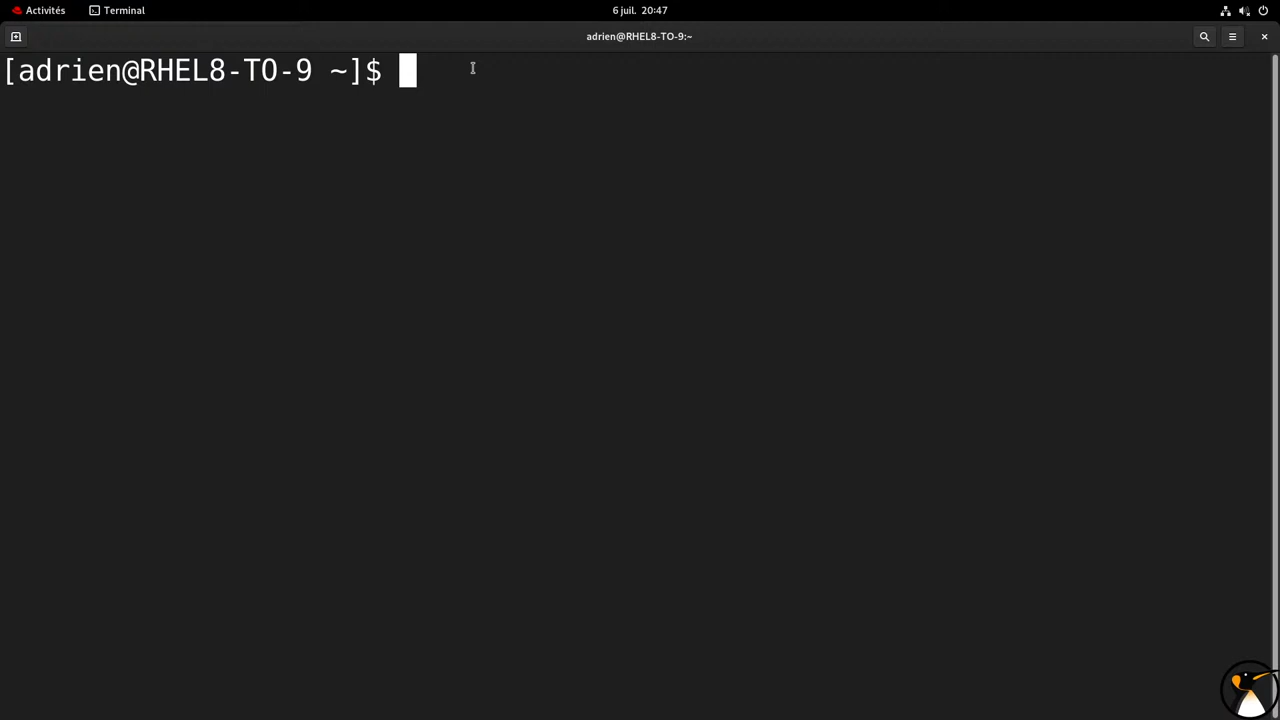 Activités Terminal 6 juil. 20:47
adrien@RHEL8-TO-9:~
[adrien@RHEL8-TO-9 ~]$